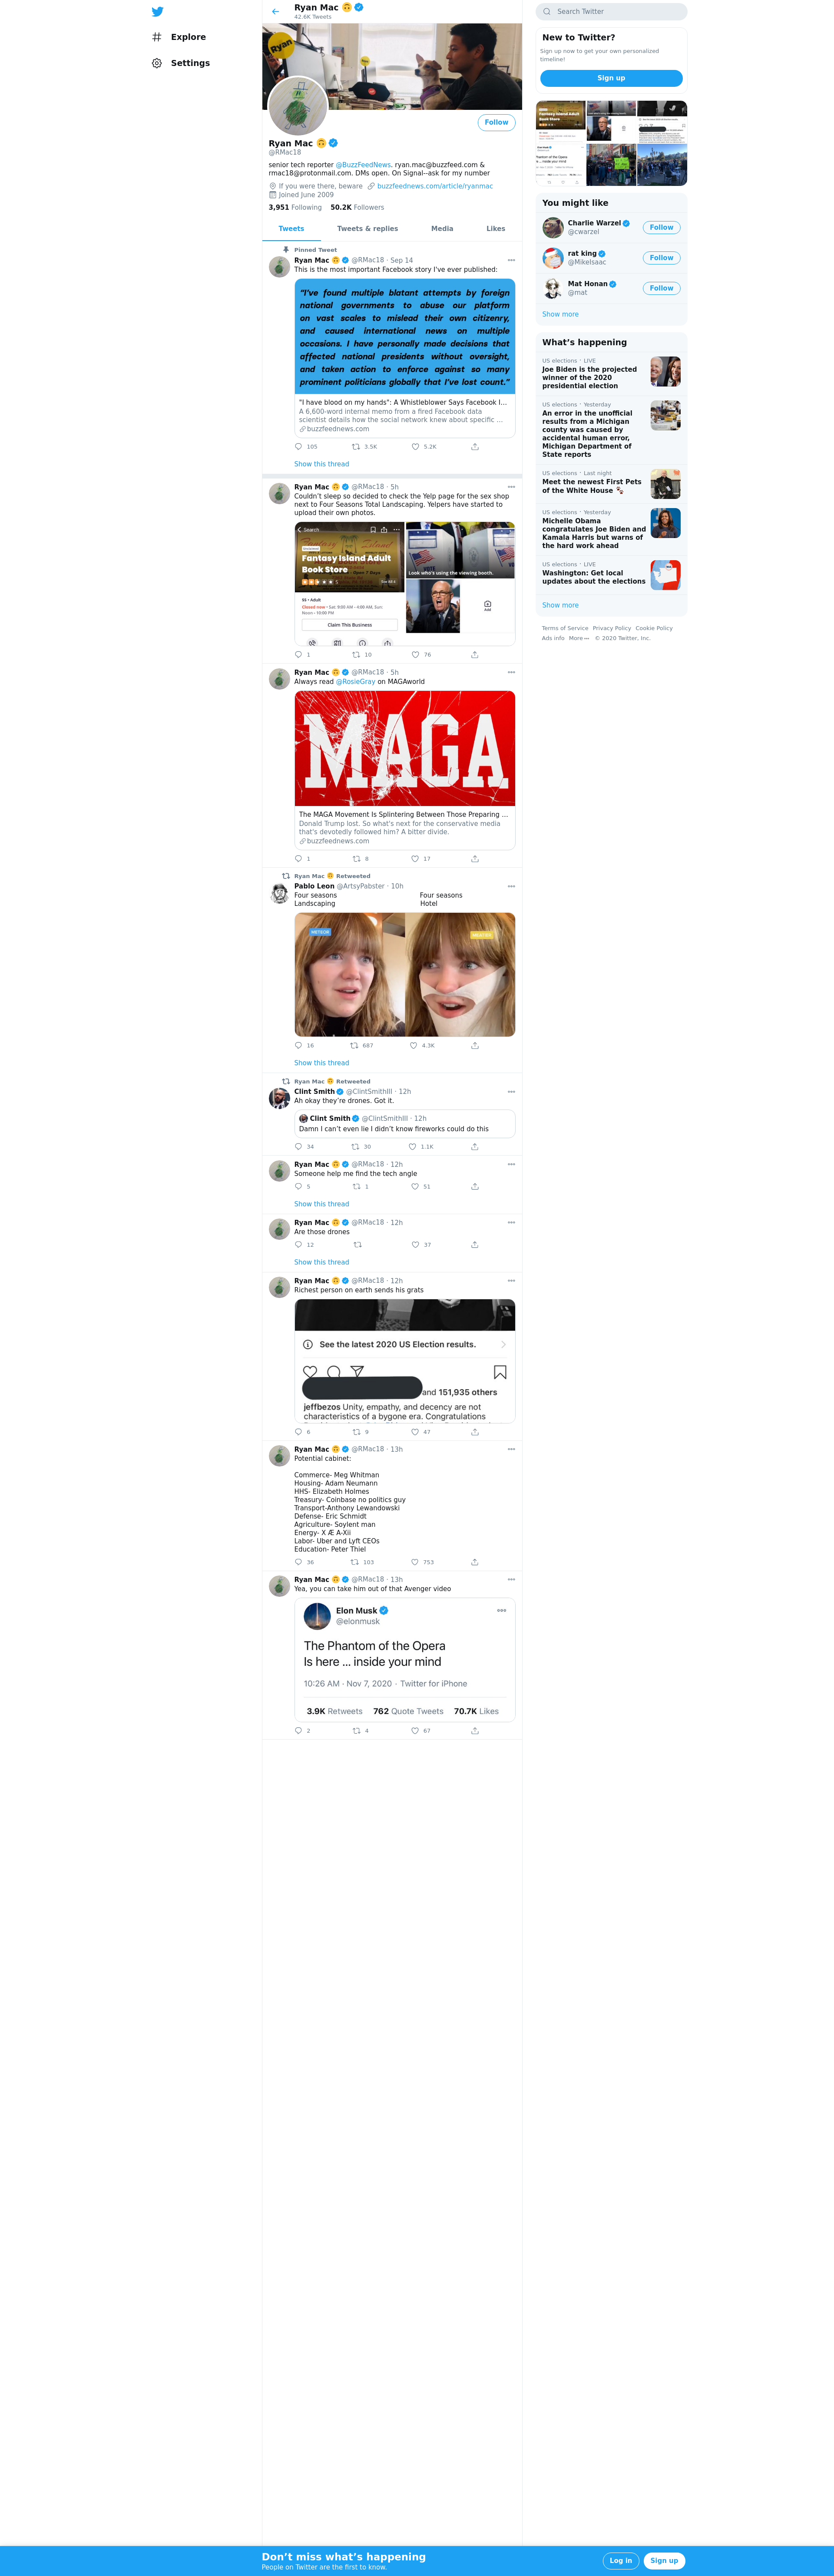 Explore
Settings
Ryan Mac 🙃
42.6K Tweets
Ryan
Follow
Ryan Mac 🙃
@RMac18
senior tech reporter @BuzzFeedNews. ryan.mac@buzzfeed.com &
rmac18@protonmail.com. DMs open. On Signal--ask for my number
If you were there, beware buzzfeednews.com/article/ryanmac
Joined June 2009
3,951 Following 50.2K Followers
Tweets Tweets & replies Media Likes
Pinned Tweet
Ryan Mac 🙃 @RMac18 · Sep 14
This is the most important Facebook story I've ever published:
"I've found multiple blatant attempts by foreign
national governments to abuse our platform
on vast scales to mislead their own citizenry,
and caused international news on multiple
occasions. I have personally made decisions that
affected national presidents without oversight,
and taken action to enforce against so many
prominent politicians globally that I've lost count."
"I have blood on my hands": A Whistleblower Says Facebook I...
A 6,600-word internal memo from a fired Facebook data
scientist details how the social network knew about specific ...
buzzfeednews.com
105 3.5K 5.2K
Show this thread
Ryan Mac 🙃 @RMac18 · 5h
Couldn't sleep so decided to check the Yelp page for the sex shop
next to Four Seasons Total Landscaping. Yelpers have started to
upload their own photos.
Search
Fantasy Island Adult
Book Store
$$ • Adult
Closed now • Sat: 9:00 AM - 4:00 AM, Sun:
Noon - 10:00 PM
Claim This Business
Look who's using the viewing booth.
Add
1 10 76
Ryan Mac 🙃 @RMac18 · 5h
Always read @RosieGray on MAGAworld
MAGA
The MAGA Movement Is Splintering Between Those Preparing ...
Donald Trump lost. So what's next for the conservative media
that's devotedly followed him? A bitter divide.
buzzfeednews.com
1 8 17
Ryan Mac 🙃 Retweeted
Pablo Leon @ArtsyPabster · 10h
Four seasons Four seasons
Landscaping Hotel
16 687 4.3K
Show this thread
Ryan Mac 🙃 Retweeted
Clint Smith @ClintSmithIII · 12h
Ah okay they're drones. Got it.
Clint Smith @ClintSmithIII · 12h
Damn I can't even lie I didn't know fireworks could do this
34 30 1.1K
Ryan Mac 🙃 @RMac18 · 12h
Someone help me find the tech angle
5 1 51
Show this thread
Ryan Mac 🙃 @RMac18 · 12h
Are those drones
12 37
Show this thread
Ryan Mac 🙃 @RMac18 · 12h
Richest person on earth sends his grats
See the latest 2020 US Election results.
and 151,935 others
jeffbezos Unity, empathy, and decency are not
characteristics of a bygone era. Congratulations
6 9 47
Ryan Mac 🙃 @RMac18 · 13h
Potential cabinet:
Commerce- Meg Whitman
Housing- Adam Neumann
HHS- Elizabeth Holmes
Treasury- Coinbase no politics guy
Transport-Anthony Lewandowski
Defense- Eric Schmidt
Agriculture- Soylent man
Energy- X Æ A-Xii
Labor- Uber and Lyft CEOs
Education- Peter Thiel
36 103 753
Ryan Mac 🙃 @RMac18 · 13h
Yea, you can take him out of that Avenger video
Elon Musk
@elonmusk
The Phantom of the Opera
Is here ... inside your mind
10:26 AM · Nov 7, 2020 · Twitter for iPhone
3.9K Retweets 762 Quote Tweets 70.7K Likes
2 4 67
Search Twitter
New to Twitter?
Sign up now to get your own personalized
timeline!
Sign up
You might like
Charlie Warzel
@cwarzel
Follow
rat king
@MikeIsaac
Follow
Mat Honan
@mat
Follow
Show more
What's happening
US elections · LIVE
Joe Biden is the projected
winner of the 2020
presidential election
US elections · Yesterday
An error in the unofficial
results from a Michigan
county was caused by
accidental human error,
Michigan Department of
State reports
US elections · Last night
Meet the newest First Pets
of the White House 🐾
US elections · Yesterday
Michelle Obama
congratulates Joe Biden and
Kamala Harris but warns of
the hard work ahead
US elections · LIVE
Washington: Get local
updates about the elections
Show more
Terms of Service Privacy Policy Cookie Policy
Ads info More ••• © 2020 Twitter, Inc.
Don't miss what's happening
People on Twitter are the first to know.
Log in Sign up